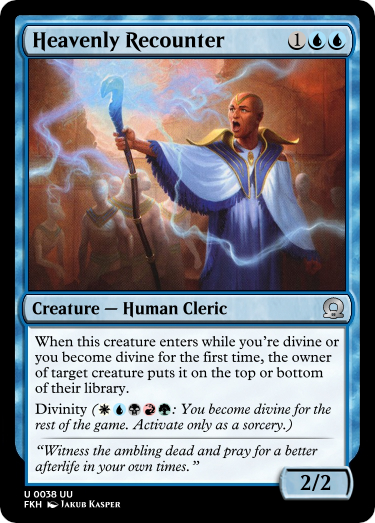 Heavenly Recounter 1
Creature — Human Cleric
When this creature enters while you're divine or
you become divine for the first time, the owner
of target creature puts it on the top or bottom
of their library.
Divinity (: You become divine for the
rest of the game. Activate only as a sorcery.)
“Witness the ambling dead and pray for a better
afterlife in your own times.”
2/2
U 0038 UU
FKH Jakub Kasper